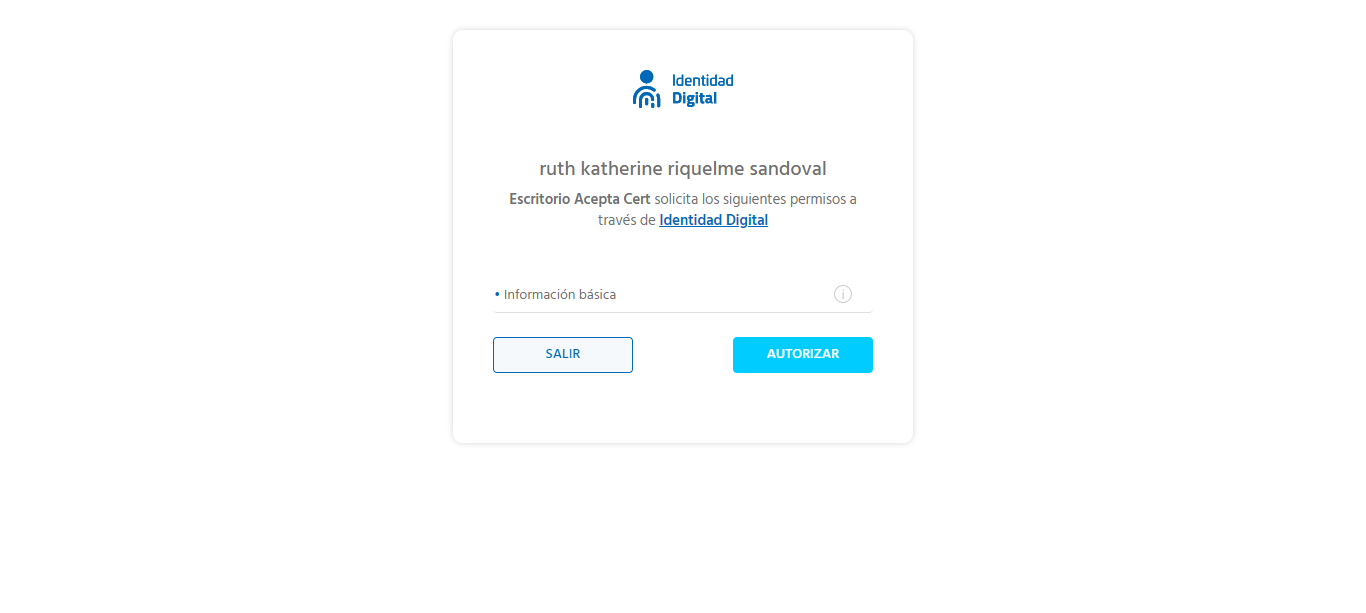 Identidad
Digital
ruth katherine riquelme sandoval
Escritorio Acepta Cert solicita los siguientes permisos a
través de Identidad Digital
• Información básica
SALIR
AUTORIZAR